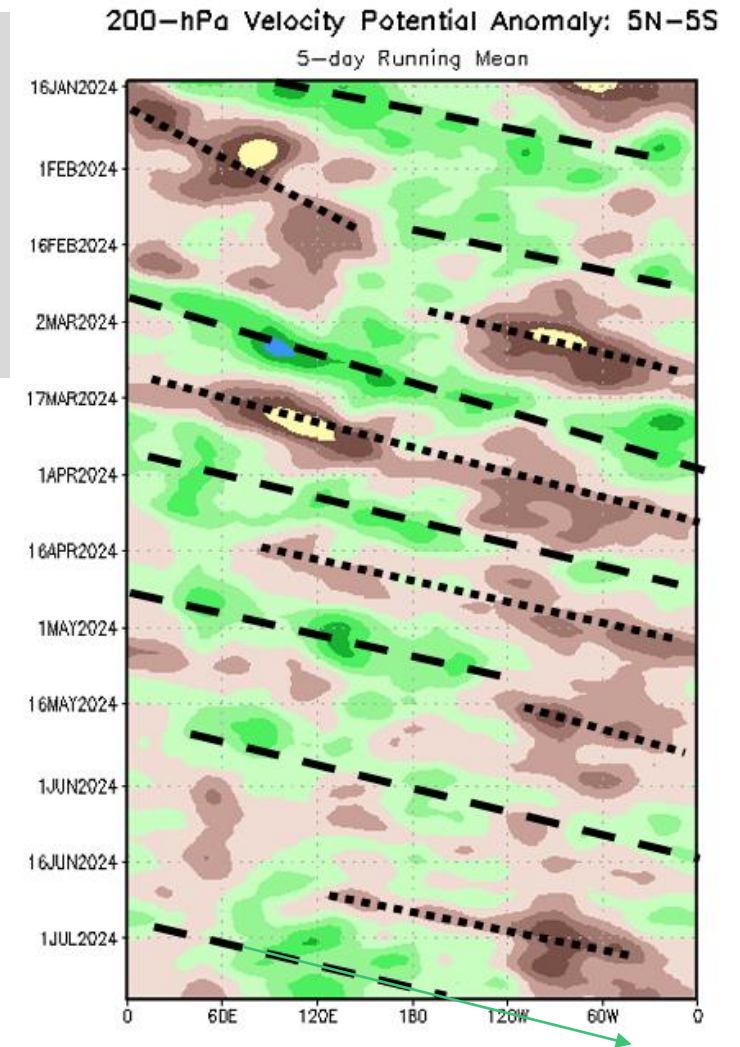 200-hPa Velocity Potential Anomaly: 5N-5S
5-day Running Mean
16JAN2024
1FEB2024
16FEB2024
2MAR2024
17MAR2024
1APR2024
16APR2024
1MAY2024
16MAY2024
1JUN2024
16JUN2024
1JUL2024
0 60E 120E 180 120W 60W 0